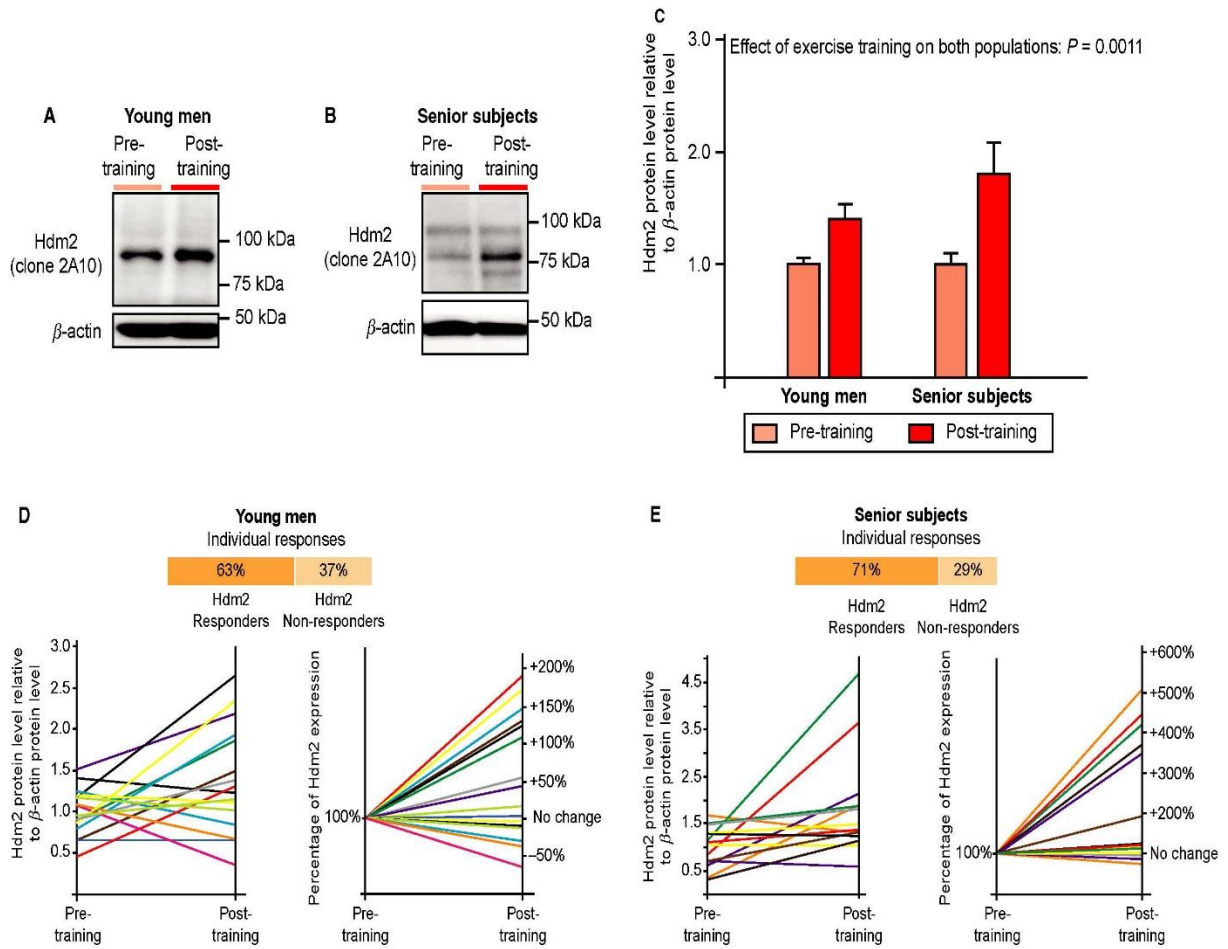 A
Young men
Pre-
training
Post-
training
Hdm2
(clone 2A10)
100 kDa
75 kDa
50 kDa
β-actin
B
Senior subjects
Pre-
training
Post-
training
Hdm2
(clone 2A10)
100 kDa
75 kDa
50 kDa
β-actin
C
Effect of exercise training on both populations: P = 0.0011
Hdm2 protein level relative
to β-actin protein level
3.0
2.0
1.0
Young men
Senior subjects
Pre-training
Post-training
D
Young men
Individual responses
63%
37%
Hdm2
Responders
Hdm2
Non-responders
Hdm2 protein level relative
to β-actin protein level
3.0
2.5
2.0
1.5
1.0
0.5
Pre-
training
Post-
training
Percentage of Hdm2 expression
100%
+200%
+150%
+100%
+50%
No change
-50%
Pre-
training
Post-
training
E
Senior subjects
Individual responses
71%
29%
Hdm2
Responders
Hdm2
Non-responders
Hdm2 protein level relative
to β-actin protein level
4.5
3.5
2.5
1.5
0.5
Pre-
training
Post-
training
Percentage of Hdm2 expression
100%
+600%
+500%
+400%
+300%
+200%
No change
Pre-
training
Post-
training